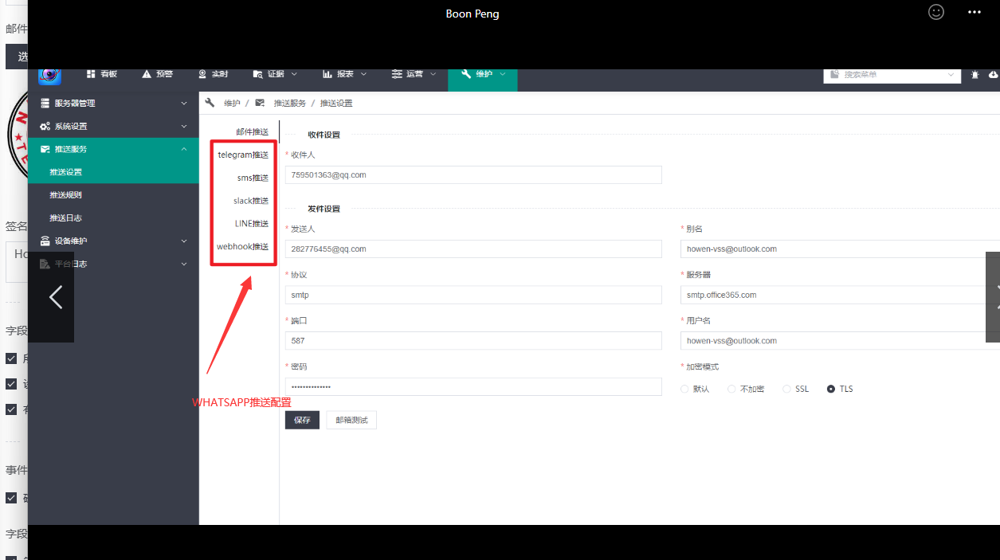 Boon Peng
邮件
选
看板
预警
实时
证据
报表
运营
维护
搜索菜单
服务器管理
系统设置
推送服务
推送设置
推送规则
推送日志
设备维护
平台日志
维护 / 推送服务 / 推送设置
邮件推送
telegram推送
sms推送
slack推送
LINE推送
webhook推送
WHATSAPP推送配置
收件设置
* 收件人
759501363@qq.com
发件设置
* 发送人
282776455@qq.com
* 别名
howen-vss@outlook.com
* 协议
smtp
* 服务器
smtp.office365.com
* 端口
587
* 用户名
howen-vss@outlook.com
* 密码
* 加密模式
默认 不加密 SSL TLS
保存 邮箱测试
签名
Ho
字段
事件
字段